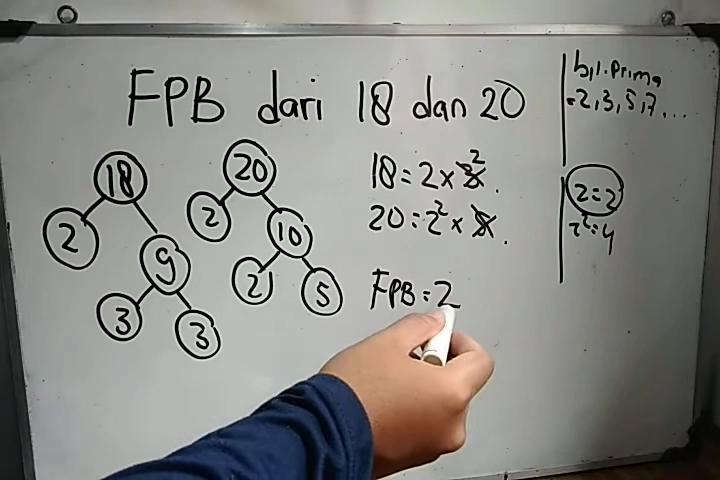 FPB dari 18 dan 20
bil. prima
= 2, 3, 5, 7, ...
18
2
9
3
3
20
2
10
2
5
18 = 2 x 3²
20 = 2² x 5
FPB = 2
2 = 2
2² = 4